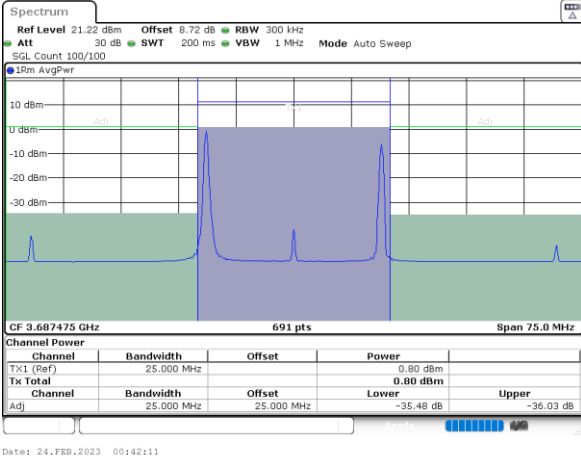 Spectrum
Ref Level 21.22 dBm Offset 8.72 dB RBW 300 kHz
Att 30 dB SWT 200 ms VBW 1 MHz Mode Auto Sweep
SGL Count 100/100
1Rm AvgPwr
10 dBm
Adj Adj
0 dBm
-10 dBm
-20 dBm
-30 dBm
CF 3.687475 GHz 691 pts Span 75.0 MHz
Channel Power
Channel Bandwidth Offset Power
TX1 (Ref) 25.000 MHz 0.80 dBm
Tx Total 0.80 dBm
Channel Bandwidth Offset Lower Upper
Adj 25.000 MHz 25.000 MHz -35.48 dB -36.03 dB
Ready
Date: 24.FEB.2023 00:42:11